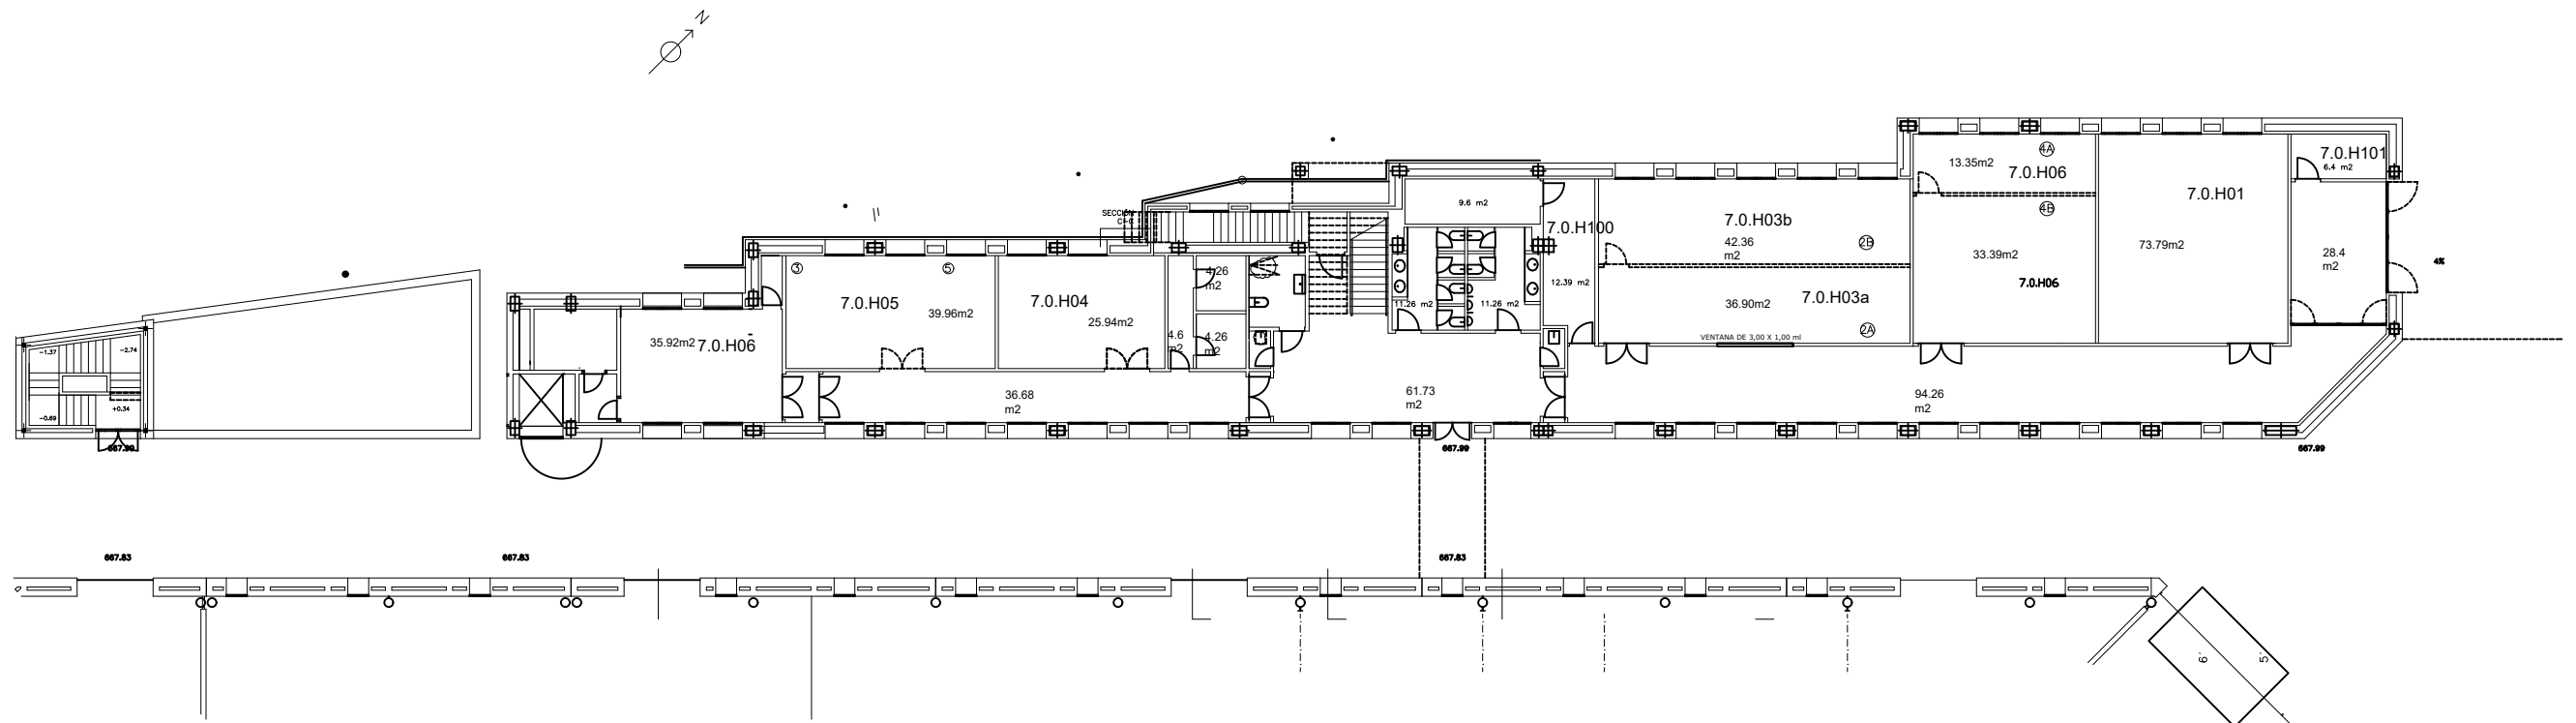 N
7.0.H101
6.4 m2
13.35m2
4A
7.0.H06
7.0.H01
9.6 m2
SECCION
C-C
7.0.H100
7.0.H03b
42.36
m2
2B
4B
33.39m2
73.79m2
28.4
m2
4%
3
5
4.26
m2
12.39 m2
7.0.H06
7.0.H05
39.96m2
7.0.H04
25.94m2
11.26 m2
11.26 m2
36.90m2
7.0.H03a
2A
VENTANA DE 3,00 X 1,00 ml
35.92m2
7.0.H06
4.6
m2
4.26
m2
-1.37
-2.74
-0.69
+0.34
36.68
m2
61.73
m2
94.26
m2
667.99
667.99
667.99
667.83
667.83
667.83
6'
5'